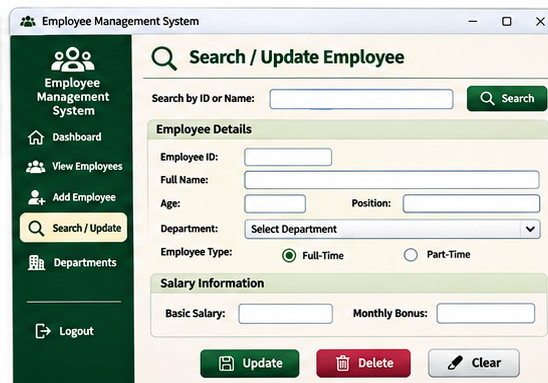 Employee Management System
Employee
Management
System
Dashboard
View Employees
Add Employee
Search / Update
Departments
Logout
Search / Update Employee
Search by ID or Name:
Search
Employee Details
Employee ID:
Full Name:
Age:
Position:
Department:
Select Department
Employee Type:
Full-Time
Part-Time
Salary Information
Basic Salary:
Monthly Bonus:
Update
Delete
Clear